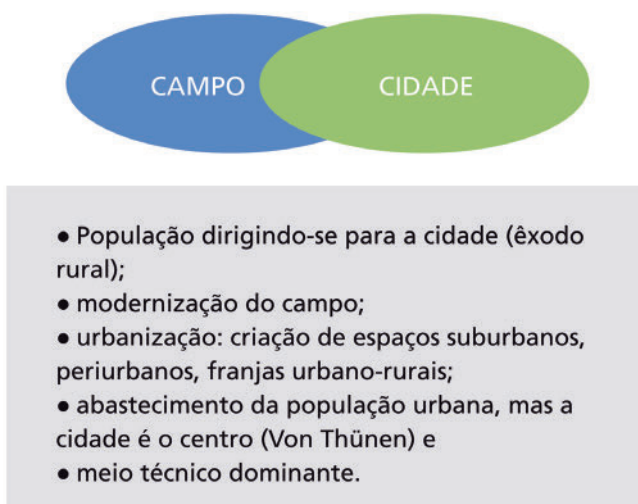 CAMPO CIDADE
● População dirigindo-se para a cidade (êxodo
rural);
● modernização do campo;
● urbanização: criação de espaços suburbanos,
periurbanos, franjas urbano-rurais;
● abastecimento da população urbana, mas a
cidade é o centro (Von Thünen) e
● meio técnico dominante.